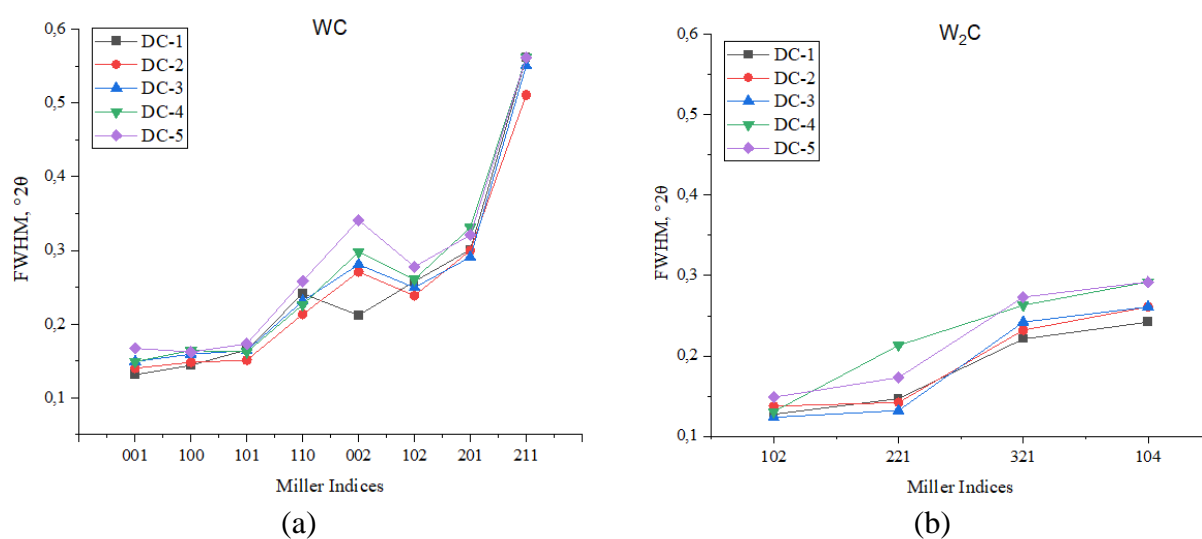 WC
DC-1
DC-2
DC-3
DC-4
DC-5
0,6
0,5
0,4
0,3
0,2
0,1
FWHM, °2θ
001 100 101 110 002 102 201 211
Miller Indices
(a)
W₂C
DC-1
DC-2
DC-3
DC-4
DC-5
0,6
0,5
0,4
0,3
0,2
0,1
FWHM, °2θ
102 221 321 104
Miller Indices
(b)